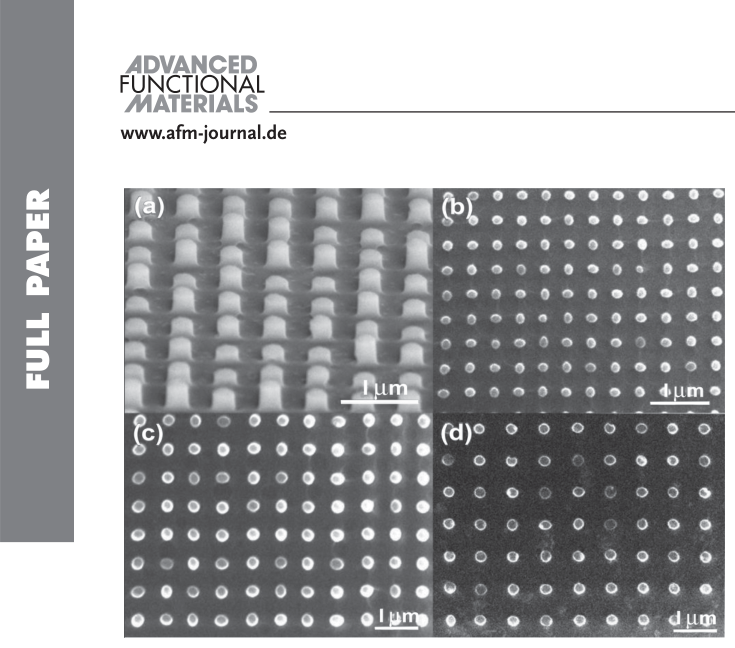 ADVANCED
FUNCTIONAL
MATERIALS
www.afm-journal.de
FULL PAPER
(a)
1 µm
(b)
1 µm
(c)
1 µm
(d)
1 µm